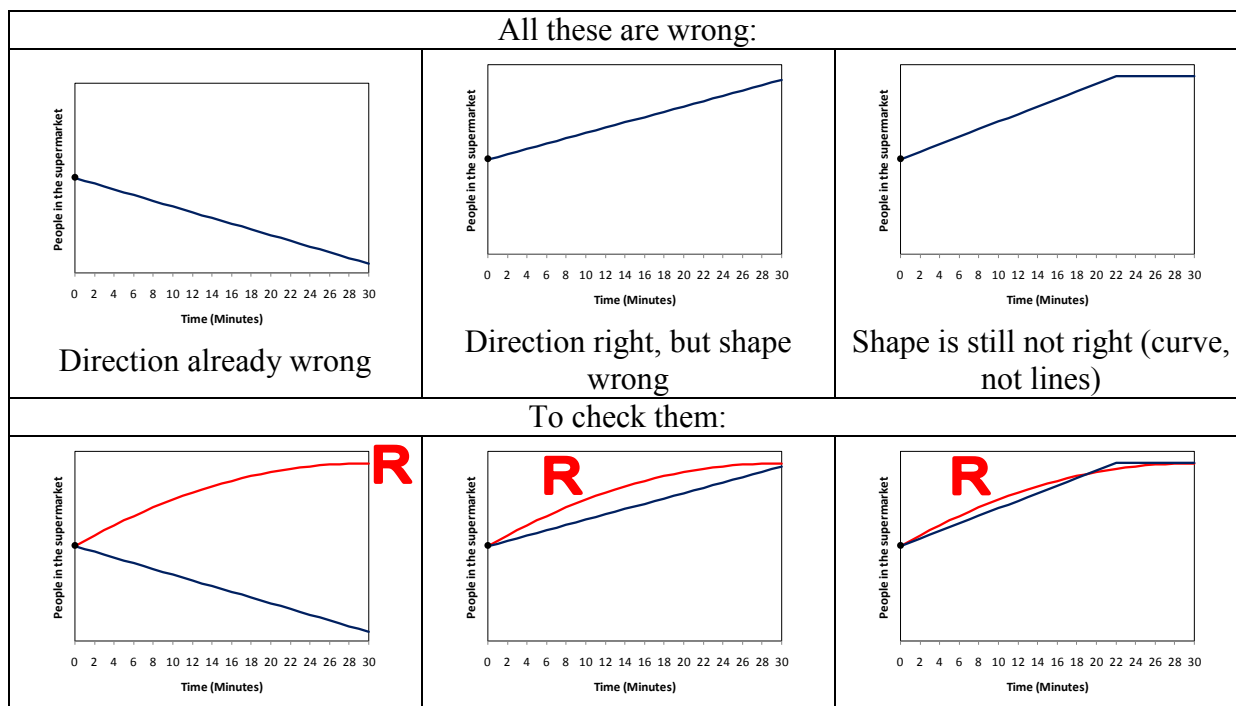 All these are wrong:
People in the supermarket
0 2 4 6 8 10 12 14 16 18 20 22 24 26 28 30
Time (Minutes)
Direction already wrong
People in the supermarket
0 2 4 6 8 10 12 14 16 18 20 22 24 26 28 30
Time (Minutes)
Direction right, but shape
wrong
People in the supermarket
0 2 4 6 8 10 12 14 16 18 20 22 24 26 28 30
Time (Minutes)
Shape is still not right (curve,
not lines)
To check them:
R
People in the supermarket
0 2 4 6 8 10 12 14 16 18 20 22 24 26 28 30
Time (Minutes)
R
People in the supermarket
0 2 4 6 8 10 12 14 16 18 20 22 24 26 28 30
Time (Minutes)
R
People in the supermarket
0 2 4 6 8 10 12 14 16 18 20 22 24 26 28 30
Time (Minutes)